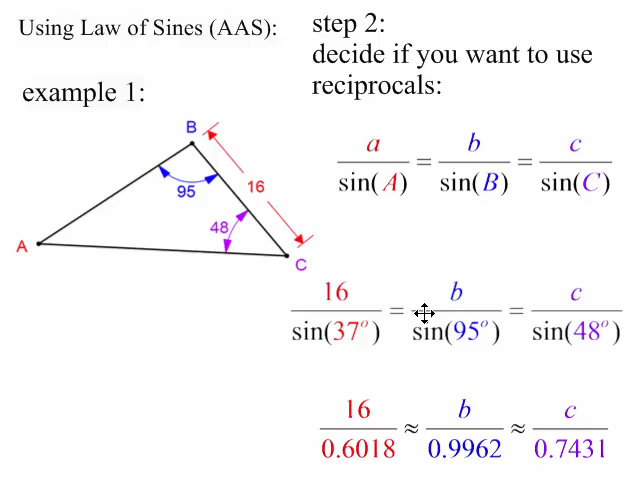 Using Law of Sines (AAS):
step 2:
decide if you want to use
reciprocals:
example 1:
B
95
16
48
A
C
a/sin(A) = b/sin(B) = c/sin(C)
16/sin(37°) = b/sin(95°) = c/sin(48°)
16/0.6018 ≈ b/0.9962 ≈ c/0.7431